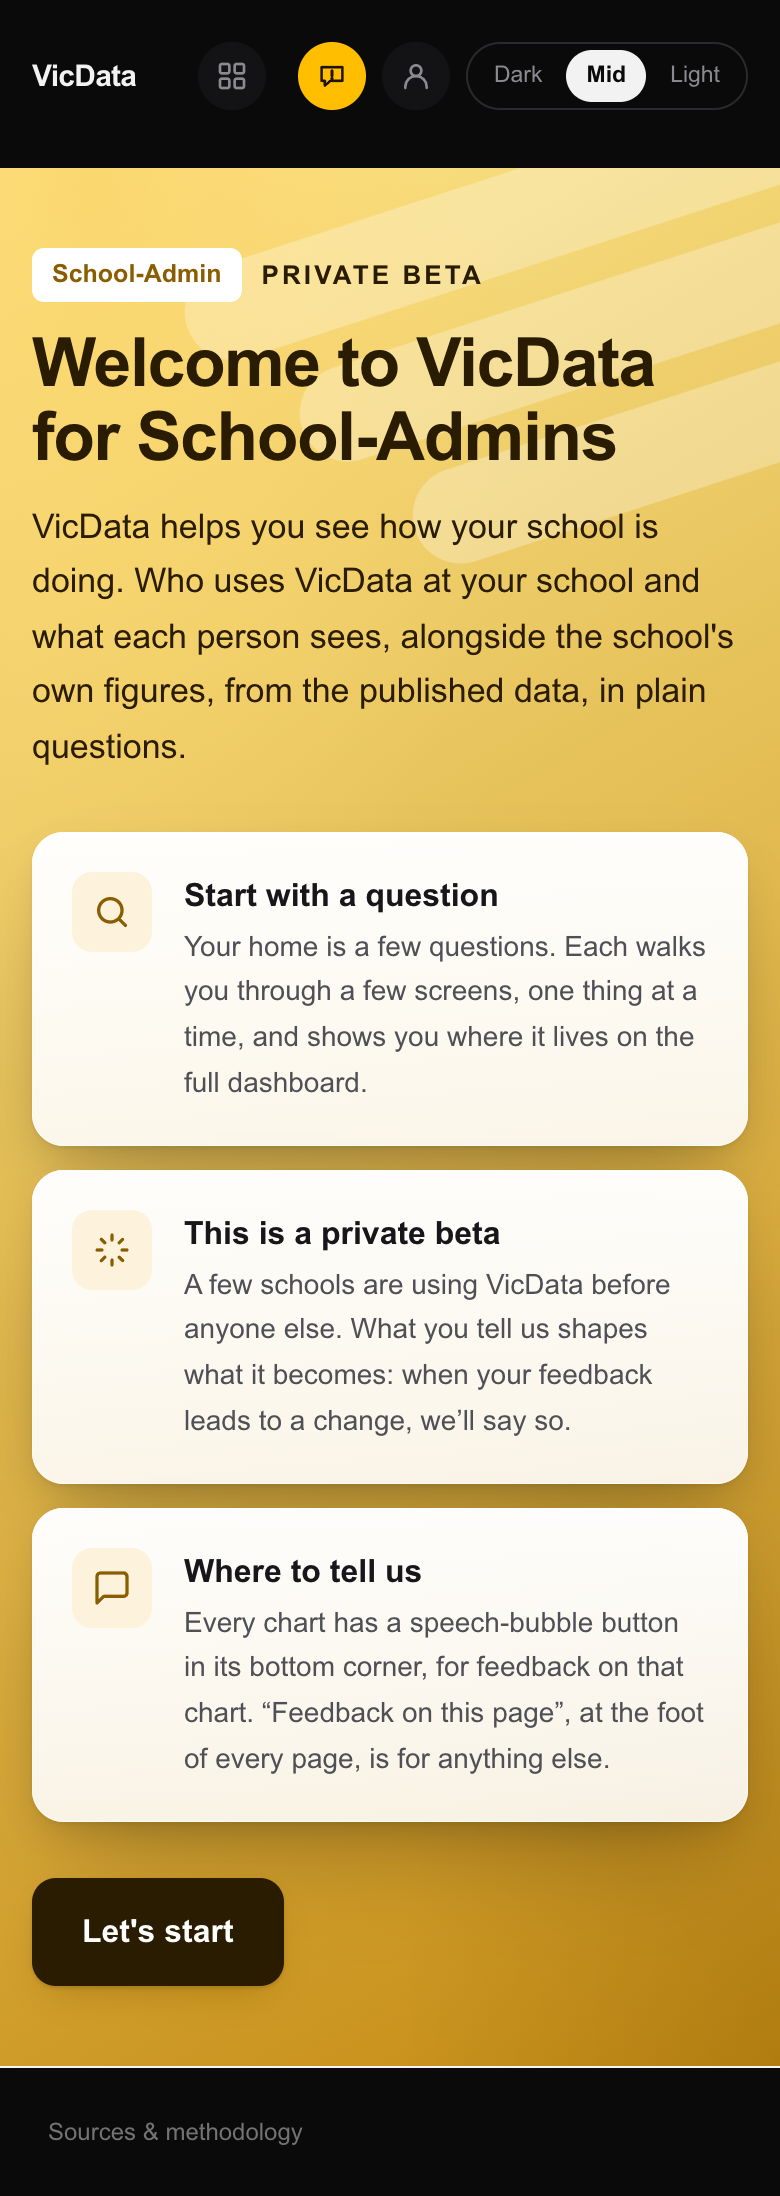 VicData
Dark
Mid
Light
School-Admin
PRIVATE BETA
Welcome to VicData
for School-Admins
VicData helps you see how your school is
doing. Who uses VicData at your school and
what each person sees, alongside the school's
own figures, from the published data, in plain
questions.
Start with a question
Your home is a few questions. Each walks
you through a few screens, one thing at a
time, and shows you where it lives on the
full dashboard.
This is a private beta
A few schools are using VicData before
anyone else. What you tell us shapes
what it becomes: when your feedback
leads to a change, we’ll say so.
Where to tell us
Every chart has a speech-bubble button
in its bottom corner, for feedback on that
chart. “Feedback on this page”, at the foot
of every page, is for anything else.
Let's start
Sources & methodology